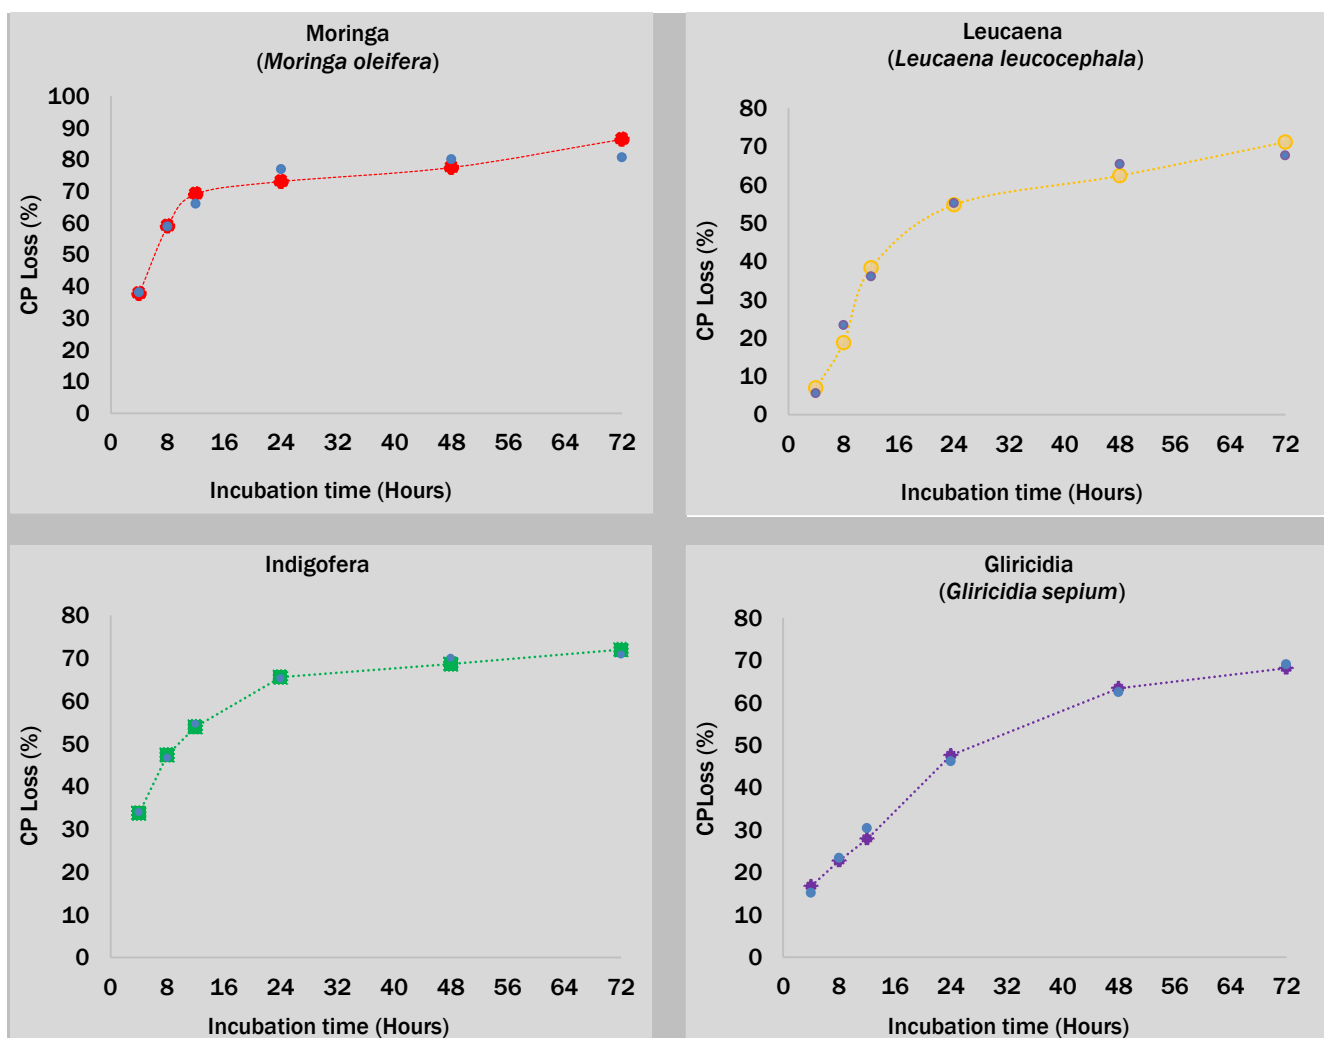 Moringa
(Moringa oleifera)
CP Loss (%)
100
90
80
70
60
50
40
30
20
10
0
0 8 16 24 32 40 48 56 64 72
Incubation time (Hours)
Leucaena
(Leucaena leucocephala)
CP Loss (%)
80
70
60
50
40
30
20
10
0
0 8 16 24 32 40 48 56 64 72
Incubation time (Hours)
Indigofera
CP Loss (%)
80
70
60
50
40
30
20
10
0
0 8 16 24 32 40 48 56 64 72
Incubation time (Hours)
Gliricidia
(Gliricidia sepium)
CPLoss (%)
80
70
60
50
40
30
20
10
0
0 8 16 24 32 40 48 56 64 72
Incubation time (Hours)